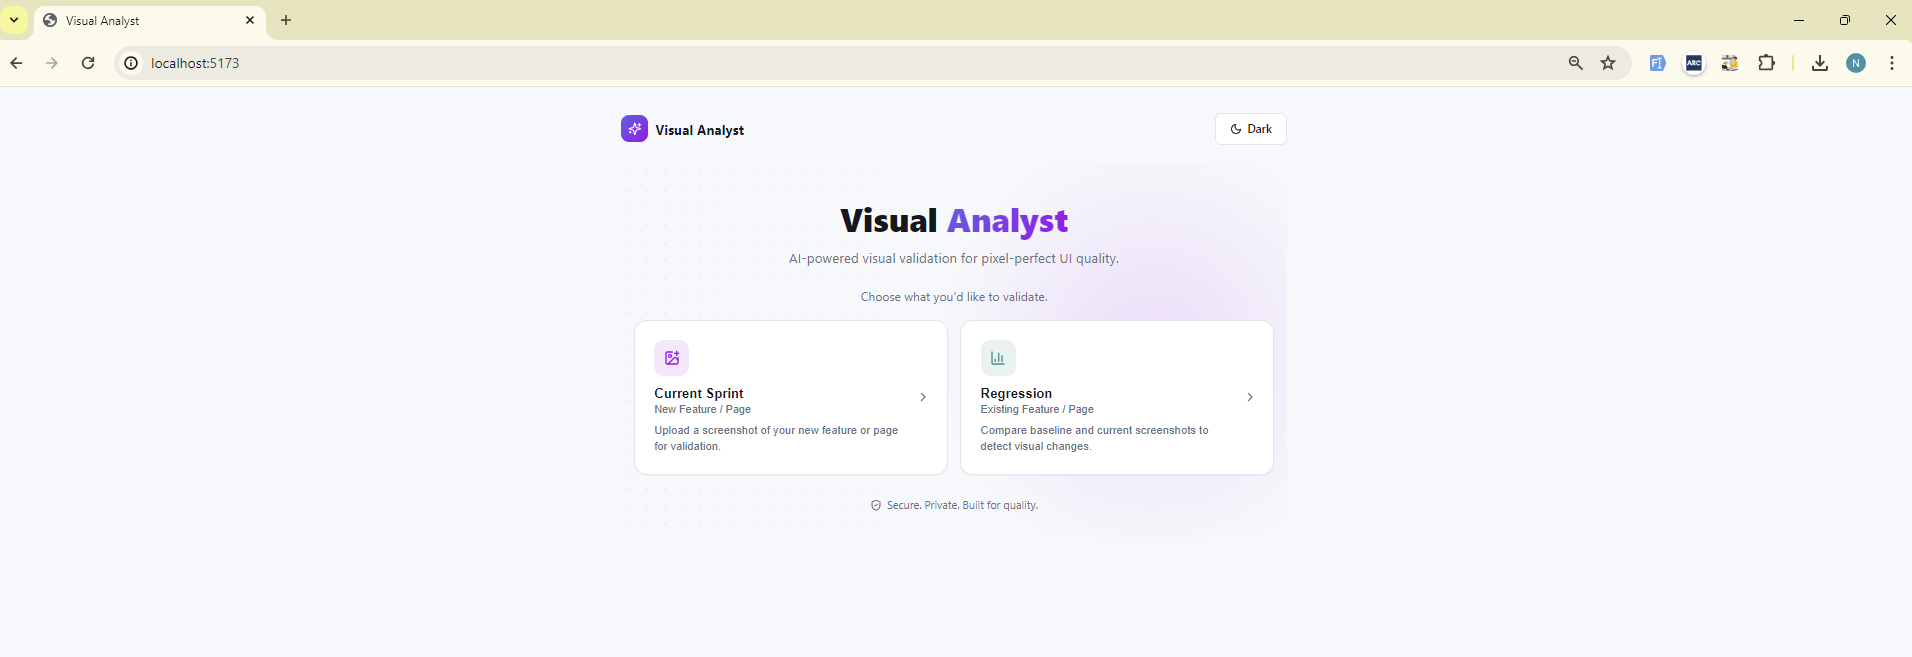 Visual Analyst
localhost:5173
FI
ARC
N
Visual Analyst
Dark
Visual Analyst
AI-powered visual validation for pixel-perfect UI quality.
Choose what you'd like to validate.
Current Sprint
New Feature / Page
Upload a screenshot of your new feature or page
for validation.
Regression
Existing Feature / Page
Compare baseline and current screenshots to
detect visual changes.
Secure. Private. Built for quality.